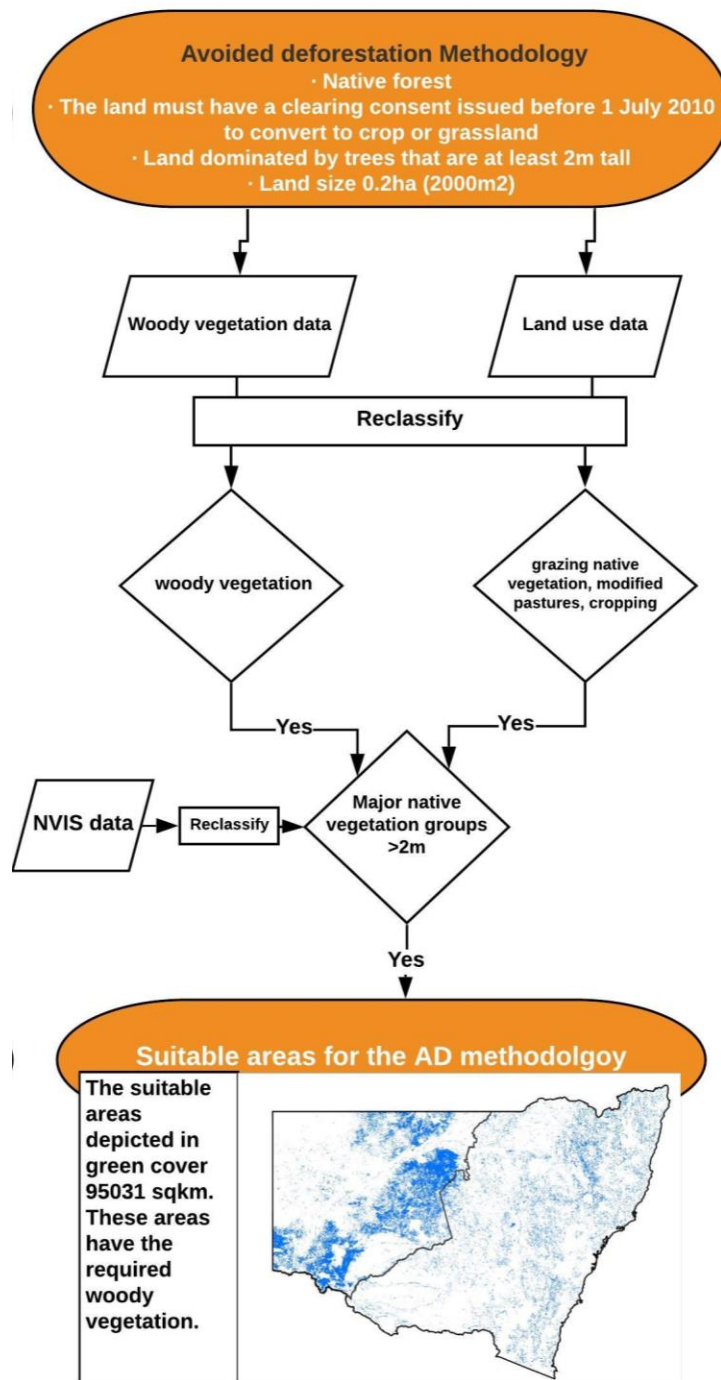 Avoided deforestation Methodology
· Native forest
· The land must have a clearing consent issued before 1 July 2010
to convert to crop or grassland
· Land dominated by trees that are at least 2m tall
· Land size 0.2ha (2000m2)
Woody vegetation data
Land use data
Reclassify
woody vegetation
grazing native
vegetation, modified
pastures, cropping
Yes
Yes
NVIS data
Reclassify
Major native
vegetation groups
>2m
Yes
Suitable areas for the AD methodolgoy
The suitable
areas
depicted in
green cover
95031 sqkm.
These areas
have the
required
woody
vegetation.